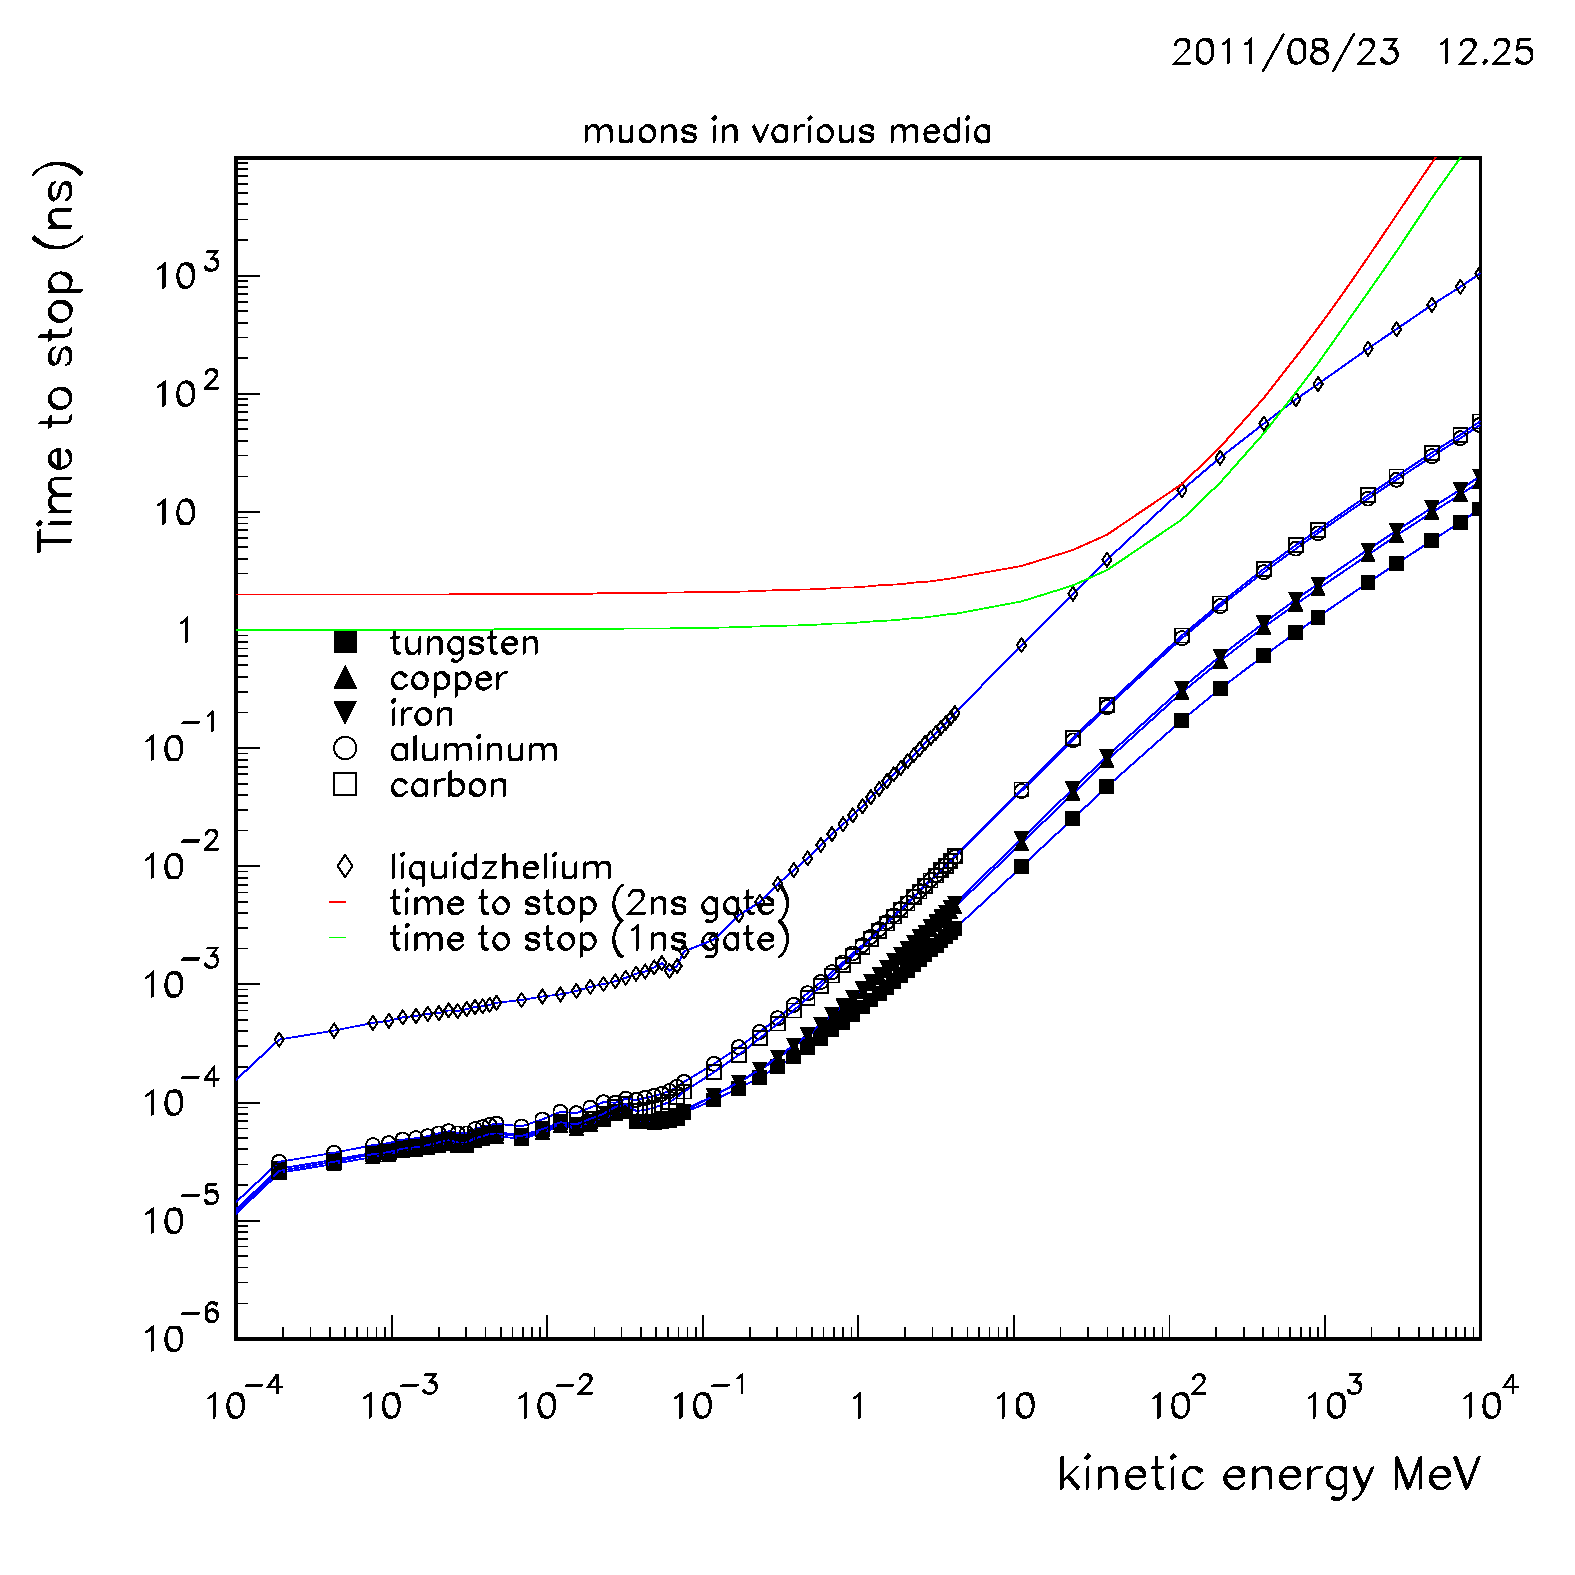 2011/08/23 12.25
muons in various media
Time to stop (ns)
10^3
10^2
10
1
10^-1
10^-2
10^-3
10^-4
10^-5
10^-6
tungsten
copper
iron
aluminum
carbon
liquidzhelium
time to stop (2ns gate)
time to stop (1ns gate)
10^-4 10^-3 10^-2 10^-1 1 10 10^2 10^3 10^4
kinetic energy MeV